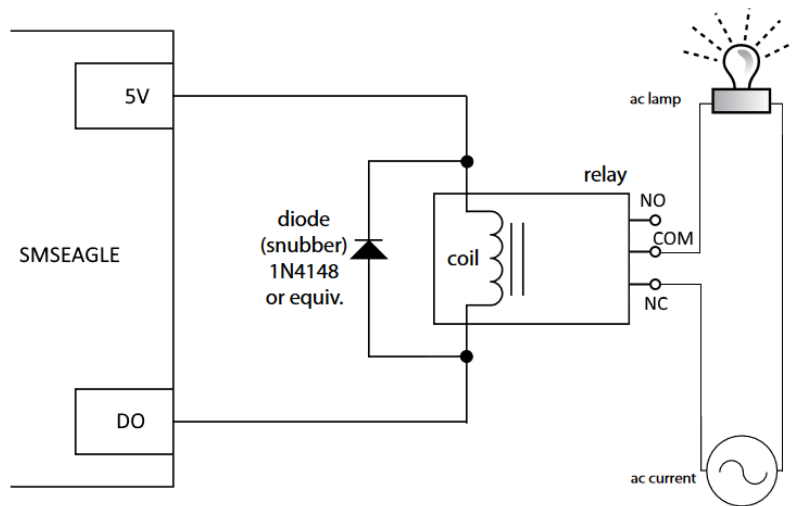 5V
SMSEAGLE
DO
diode
(snubber)
1N4148
or equiv.
relay
coil
NO
COM
NC
ac lamp
ac current